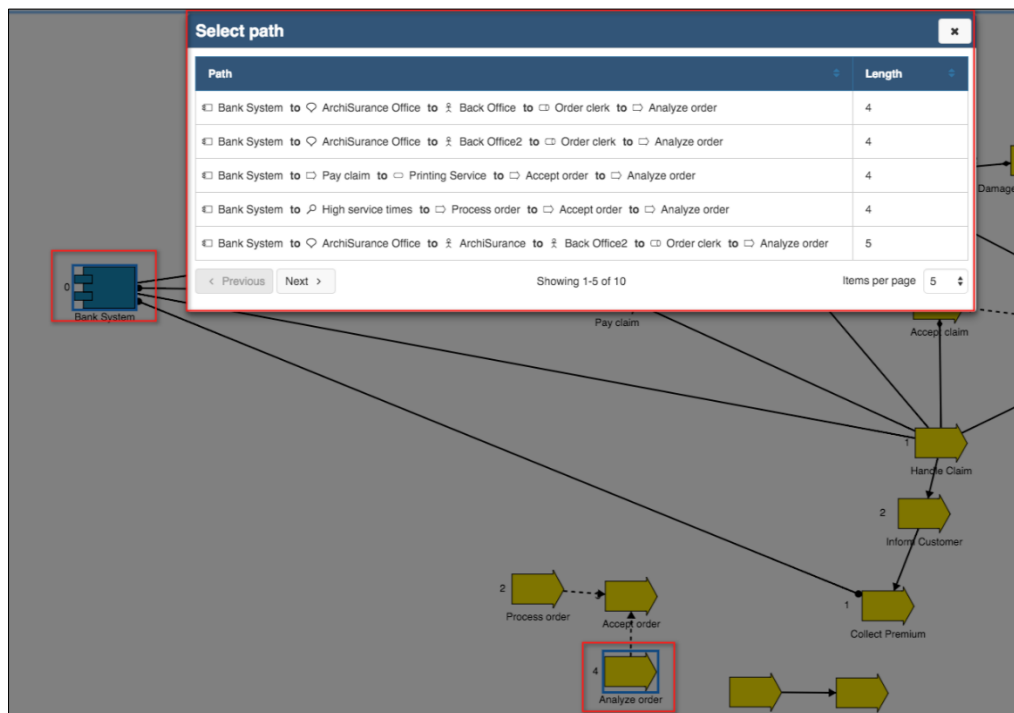 Select path
Path Length
Bank System to ArchiSurance Office to Back Office to Order clerk to Analyze order 4
Bank System to ArchiSurance Office to Back Office2 to Order clerk to Analyze order 4
Bank System to Pay claim to Printing Service to Accept order to Analyze order 4
Bank System to High service times to Process order to Accept order to Analyze order 4
Bank System to ArchiSurance Office to ArchiSurance to Back Office2 to Order clerk to Analyze order 5
< Previous Next > Showing 1-5 of 10 Items per page 5
Damage
0
Bank System
Pay claim
Accept claim
1
Handle Claim
2
Inform Customer
2
Process order
Accept order
1
Collect Premium
4
Analyze order